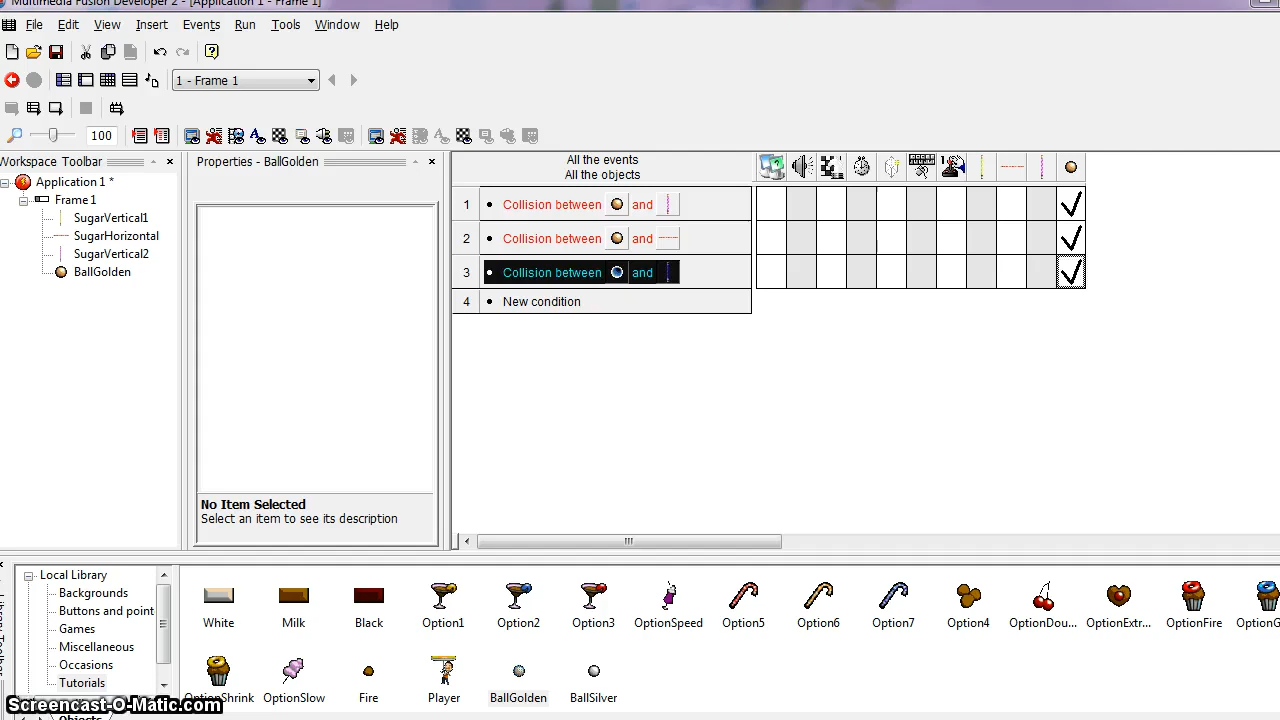 Multimedia Fusion Developer 2 - [Application 1 - Frame 1]
File Edit View Insert Events Run Tools Window Help
1 - Frame 1
100
Workspace Toolbar
Properties - BallGolden
All the events
All the objects
Application 1 *
Frame 1
SugarVertical1
SugarHorizontal
SugarVertical2
BallGolden
1 Collision between and
2 Collision between and
3 Collision between and
4 New condition
No Item Selected
Select an item to see its description
Local Library
Backgrounds
Buttons and point
Games
Miscellaneous
Occasions
Tutorials
White Milk Black Option1 Option2 Option3 OptionSpeed Option5 Option6 Option7 Option4 OptionDou... OptionExtr... OptionFire OptionG
OptionShrink OptionSlow Fire Player BallGolden BallSilver
Screencast-O-Matic.com
Objects